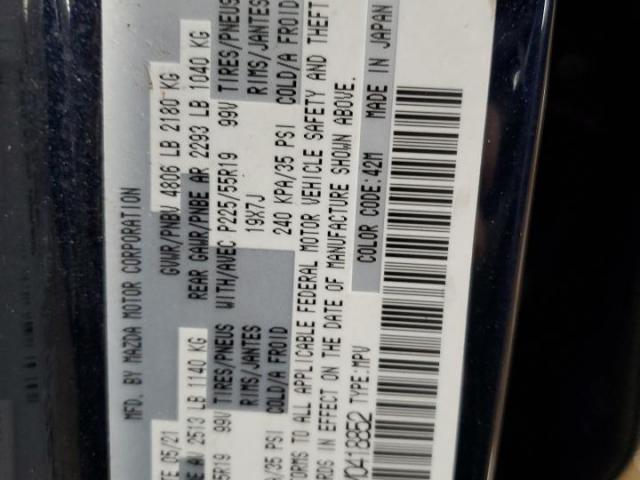 MFD. BY MAZDA MOTOR CORPORATION
TE 05/21 GVWR/PNBV 4806 LB 2180 KG
E AV 2513 LB 1140 KG REAR GAWR/PNBE AR 2293 LB 1040 KG
5R19 99V TIRES/PNEUS WITH/AVEC P225/55R19 99V TIRES/PNEUS
RIMS/JANTES 19X7J RIMS/JANTES
A/35 PSI COLD/A FROID 240 KPA/35 PSI COLD/A FROID
FORMS TO ALL APPLICABLE FEDERAL MOTOR VEHICLE SAFETY AND THEFT
RDS IN EFFECT ON THE DATE OF MANUFACTURE SHOWN ABOVE.
0418852 TYPE:MPV COLOR CODE:42M MADE IN JAPAN